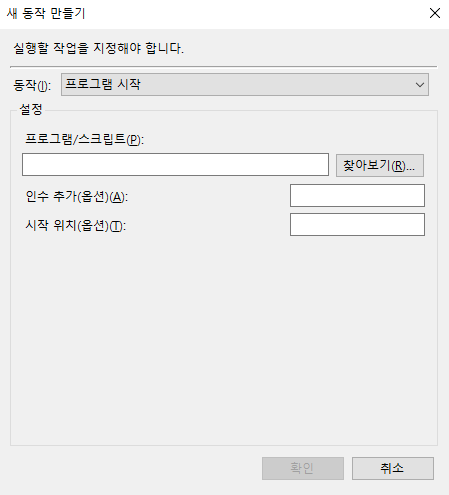 새 동작 만들기
실행할 작업을 지정해야 합니다.
동작(I): 프로그램 시작
설정
프로그램/스크립트(P):
찾아보기(R)...
인수 추가(옵션)(A):
시작 위치(옵션)(T):
확인 취소